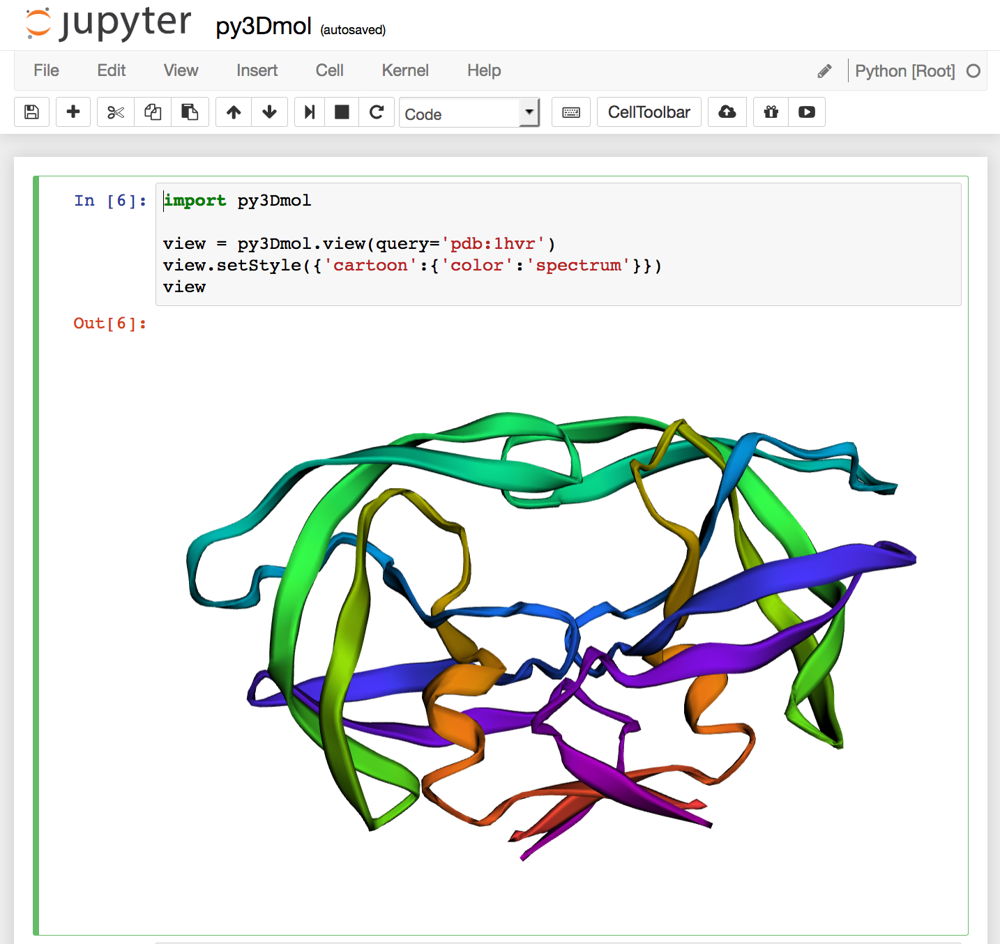 jupyter py3Dmol (autosaved)
File Edit View Insert Cell Kernel Help Python [Root]
Code CellToolbar
In [6]: import py3Dmol
view = py3Dmol.view(query='pdb:1hvr')
view.setStyle({'cartoon':{'color':'spectrum'}})
view
Out[6]: